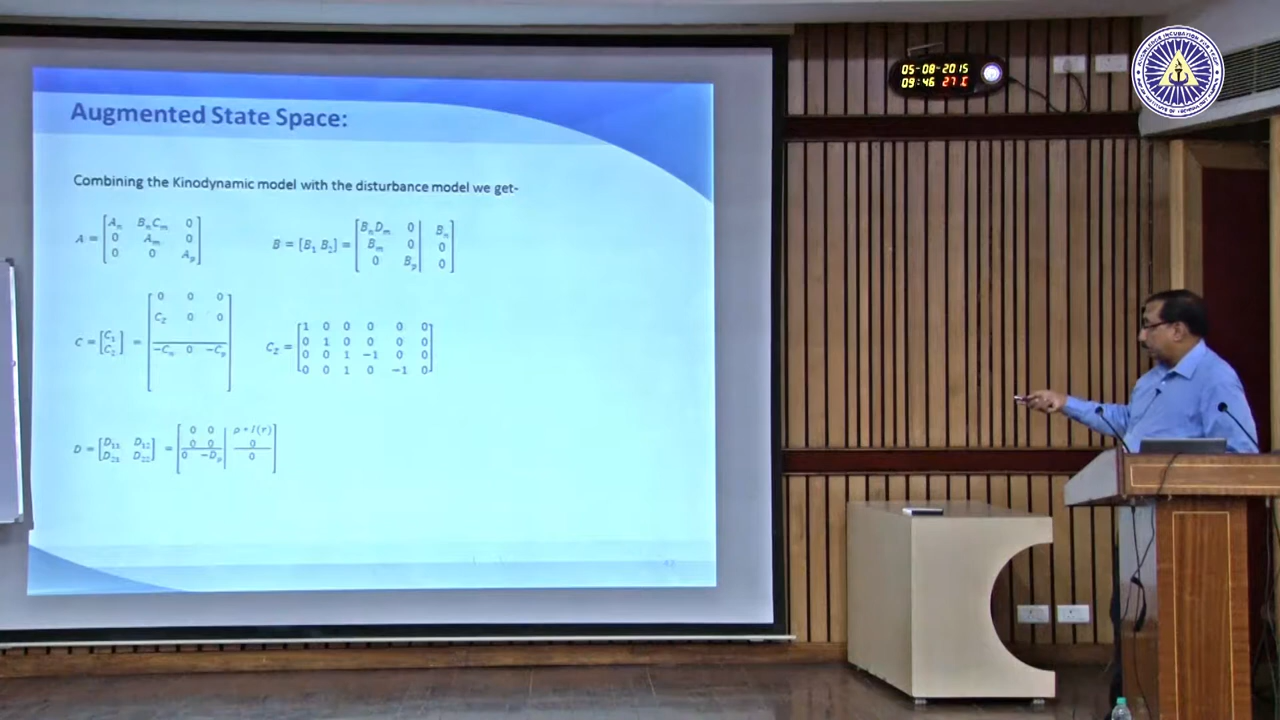 05-08-2015
09:46 27 C
Augmented State Space:
Combining the Kinodynamic model with the disturbance model we get-
A = [Aₙ BₙCₘ 0
0 Aₘ 0
0 0 Aₚ]
B = [B₁ B₂] = [BₙDₘ 0 | Bₙ
Bₘ 0 | 0
0 Bₚ | 0]
C = [C₁
C₂] = [0 0 0
C_Z 0 0
-Cₙ 0 -Cₚ]
C_Z = [1 0 0 0 0 0
0 1 0 0 0 0
0 0 1 -1 0 0
0 0 1 0 -1 0]
D = [D₁₁ D₁₂
D₂₁ D₂₂] = [0 0 | ρ * I(r)
0 0 | 0
0 -Dₚ | 0]
43